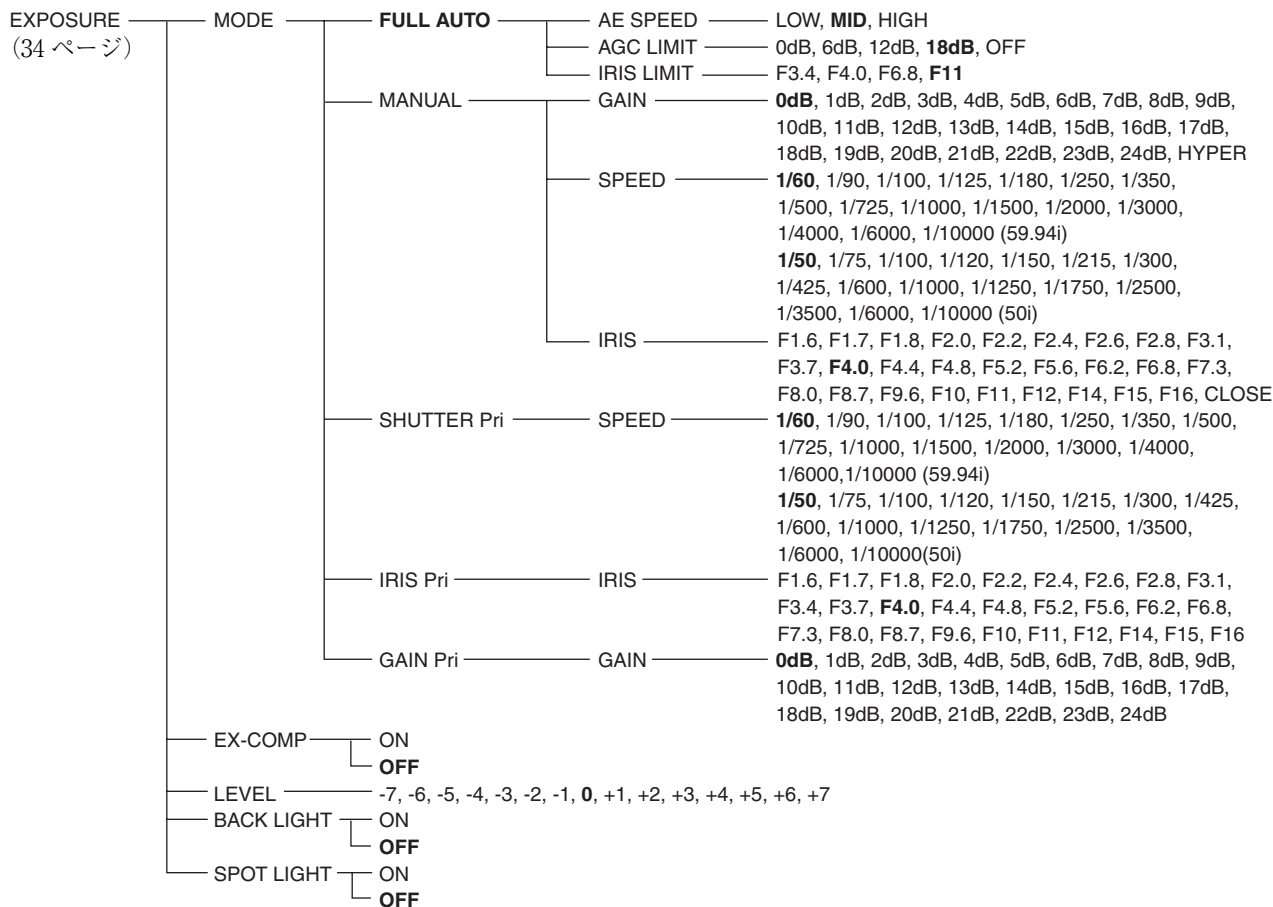 EXPOSURE MODE FULL AUTO AE SPEED LOW, MID, HIGH
(34 ページ) AGC LIMIT 0dB, 6dB, 12dB, 18dB, OFF
IRIS LIMIT F3.4, F4.0, F6.8, F11
MANUAL GAIN 0dB, 1dB, 2dB, 3dB, 4dB, 5dB, 6dB, 7dB, 8dB, 9dB,
10dB, 11dB, 12dB, 13dB, 14dB, 15dB, 16dB, 17dB,
18dB, 19dB, 20dB, 21dB, 22dB, 23dB, 24dB, HYPER
SPEED 1/60, 1/90, 1/100, 1/125, 1/180, 1/250, 1/350,
1/500, 1/725, 1/1000, 1/1500, 1/2000, 1/3000,
1/4000, 1/6000, 1/10000 (59.94i)
1/50, 1/75, 1/100, 1/120, 1/150, 1/215, 1/300,
1/425, 1/600, 1/1000, 1/1250, 1/1750, 1/2500,
1/3500, 1/6000, 1/10000 (50i)
IRIS F1.6, F1.7, F1.8, F2.0, F2.2, F2.4, F2.6, F2.8, F3.1,
F3.7, F4.0, F4.4, F4.8, F5.2, F5.6, F6.2, F6.8, F7.3,
F8.0, F8.7, F9.6, F10, F11, F12, F14, F15, F16, CLOSE
SHUTTER Pri SPEED 1/60, 1/90, 1/100, 1/125, 1/180, 1/250, 1/350, 1/500,
1/725, 1/1000, 1/1500, 1/2000, 1/3000, 1/4000,
1/6000,1/10000 (59.94i)
1/50, 1/75, 1/100, 1/120, 1/150, 1/215, 1/300, 1/425,
1/600, 1/1000, 1/1250, 1/1750, 1/2500, 1/3500,
1/6000, 1/10000(50i)
IRIS Pri IRIS F1.6, F1.7, F1.8, F2.0, F2.2, F2.4, F2.6, F2.8, F3.1,
F3.4, F3.7, F4.0, F4.4, F4.8, F5.2, F5.6, F6.2, F6.8,
F7.3, F8.0, F8.7, F9.6, F10, F11, F12, F14, F15, F16
GAIN Pri GAIN 0dB, 1dB, 2dB, 3dB, 4dB, 5dB, 6dB, 7dB, 8dB, 9dB,
10dB, 11dB, 12dB, 13dB, 14dB, 15dB, 16dB, 17dB,
18dB, 19dB, 20dB, 21dB, 22dB, 23dB, 24dB
EX-COMP ON
OFF
LEVEL -7, -6, -5, -4, -3, -2, -1, 0, +1, +2, +3, +4, +5, +6, +7
BACK LIGHT ON
OFF
SPOT LIGHT ON
OFF